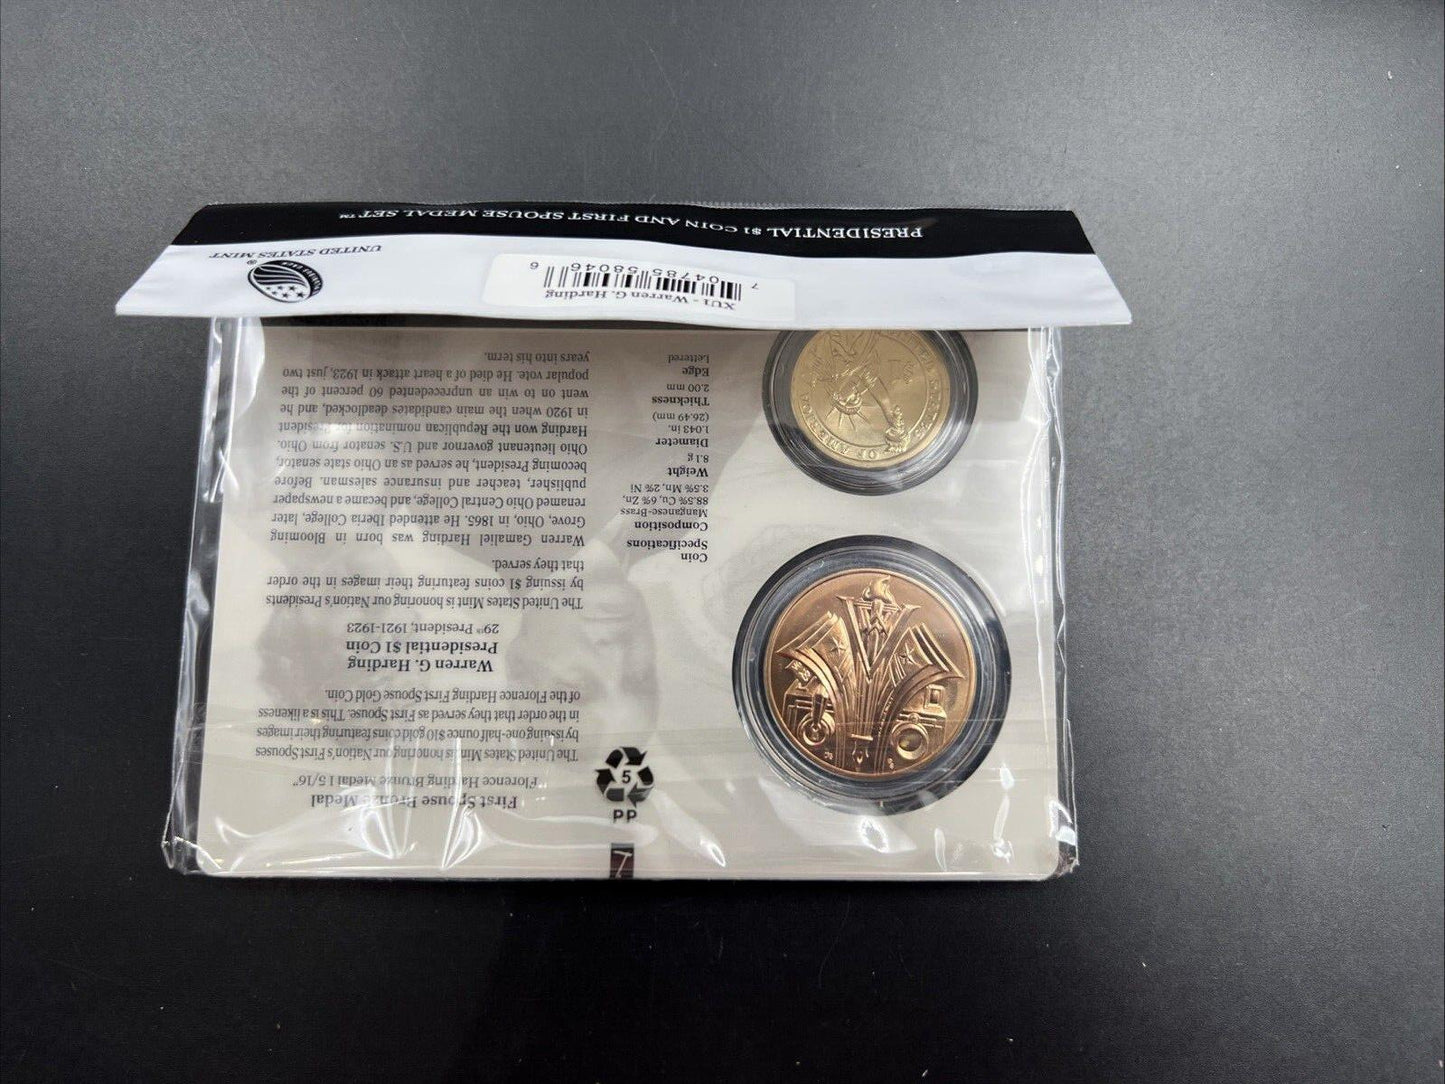 First Spouse Bronze Medal
Florence Harding Bronze Medal 1 5/16"
The United States Mint is honoring our Nation's First Spouses
by issuing one-half ounce $10 gold coins featuring their images
in the order that they served as First Spouse. This is a likeness
of the Florence Harding First Spouse Gold Coin.
Warren G. Harding
Presidential $1 Coin
29th President, 1921-1923
The United States Mint is honoring our Nation's Presidents
by issuing $1 coins featuring their images in the order
that they served.
Warren Gamaliel Harding was born in Blooming
Grove, Ohio, in 1865. He attended Iberia College, later
renamed Ohio Central College, and became a newspaper
publisher, teacher and insurance salesman. Before
becoming President, he served as an Ohio state senator,
Ohio lieutenant governor and U.S. senator from Ohio.
Harding won the Republican nomination for President
in 1920 when the main candidates deadlocked, and he
went on to win an unprecedented 60 percent of the
popular vote. He died of a heart attack in 1923, just two
years into his term.
5
PP
Coin
Specifications
Composition
Manganese-Brass
88.5% Cu, 6% Zn,
3.5% Mn, 2% Ni
Weight
8.1 g
Diameter
1.043 in.
(26.49 mm)
Thickness
2.00 mm
Edge
Lettered
OF AMERICA
XU1 - Warren G. Harding
7 04785 58046 6
UNITED STATES MINT®
PRESIDENTIAL $1 COIN AND FIRST SPOUSE MEDAL SET™